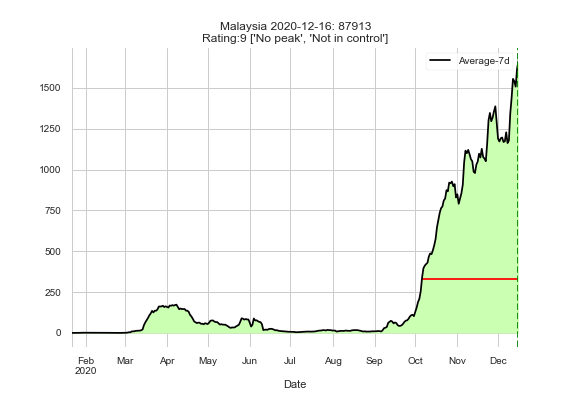 Malaysia 2020-12-16: 87913
Rating:9 ['No peak', 'Not in control']
Average-7d
1500
1250
1000
750
500
250
0
Feb Mar Apr May Jun Jul Aug Sep Oct Nov Dec
2020
Date